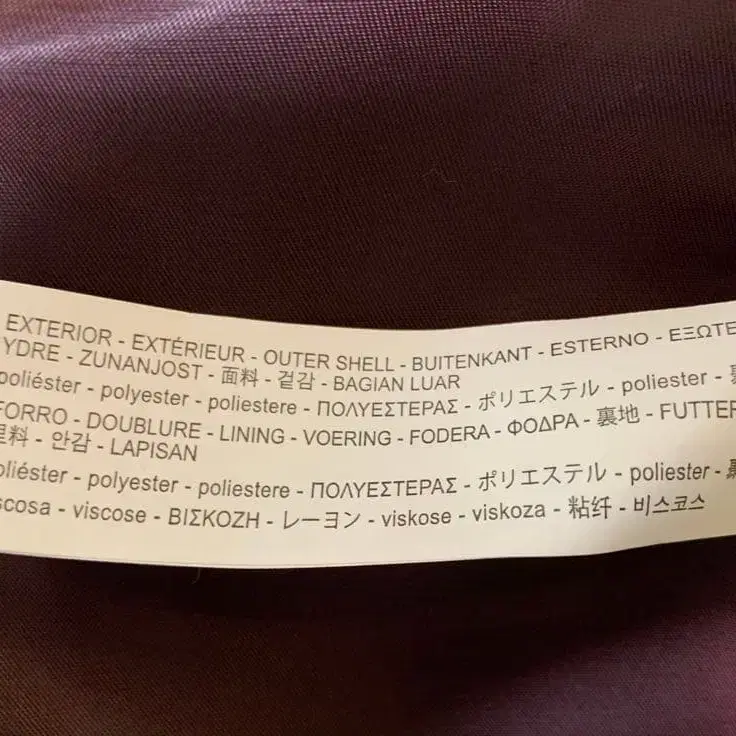 EXTERIOR - EXTÉRIEUR - OUTER SHELL - BUITENKANT - ESTERNO - ΕΞΩΤΕ
YDRE - ZUNANJOST - 面料 - 겉감 - BAGIAN LUAR
poliéster - polyester - poliestere - ΠΟΛΥΕΣΤΕΡΑΣ - ポリエステル - poliester -
FORRO - DOUBLURE - LINING - VOERING - FODERA - ΦΟΔΡΑ - 裏地 - FUTTER
里料 - 안감 - LAPISAN
oliéster - polyester - poliestere - ΠΟΛΥΕΣΤΕΡΑΣ - ポリエステル - poliester -
scosa - viscose - ΒΙΣΚΟΖΗ - レーヨン - viskose - viskoza - 粘纤 - 비스코스